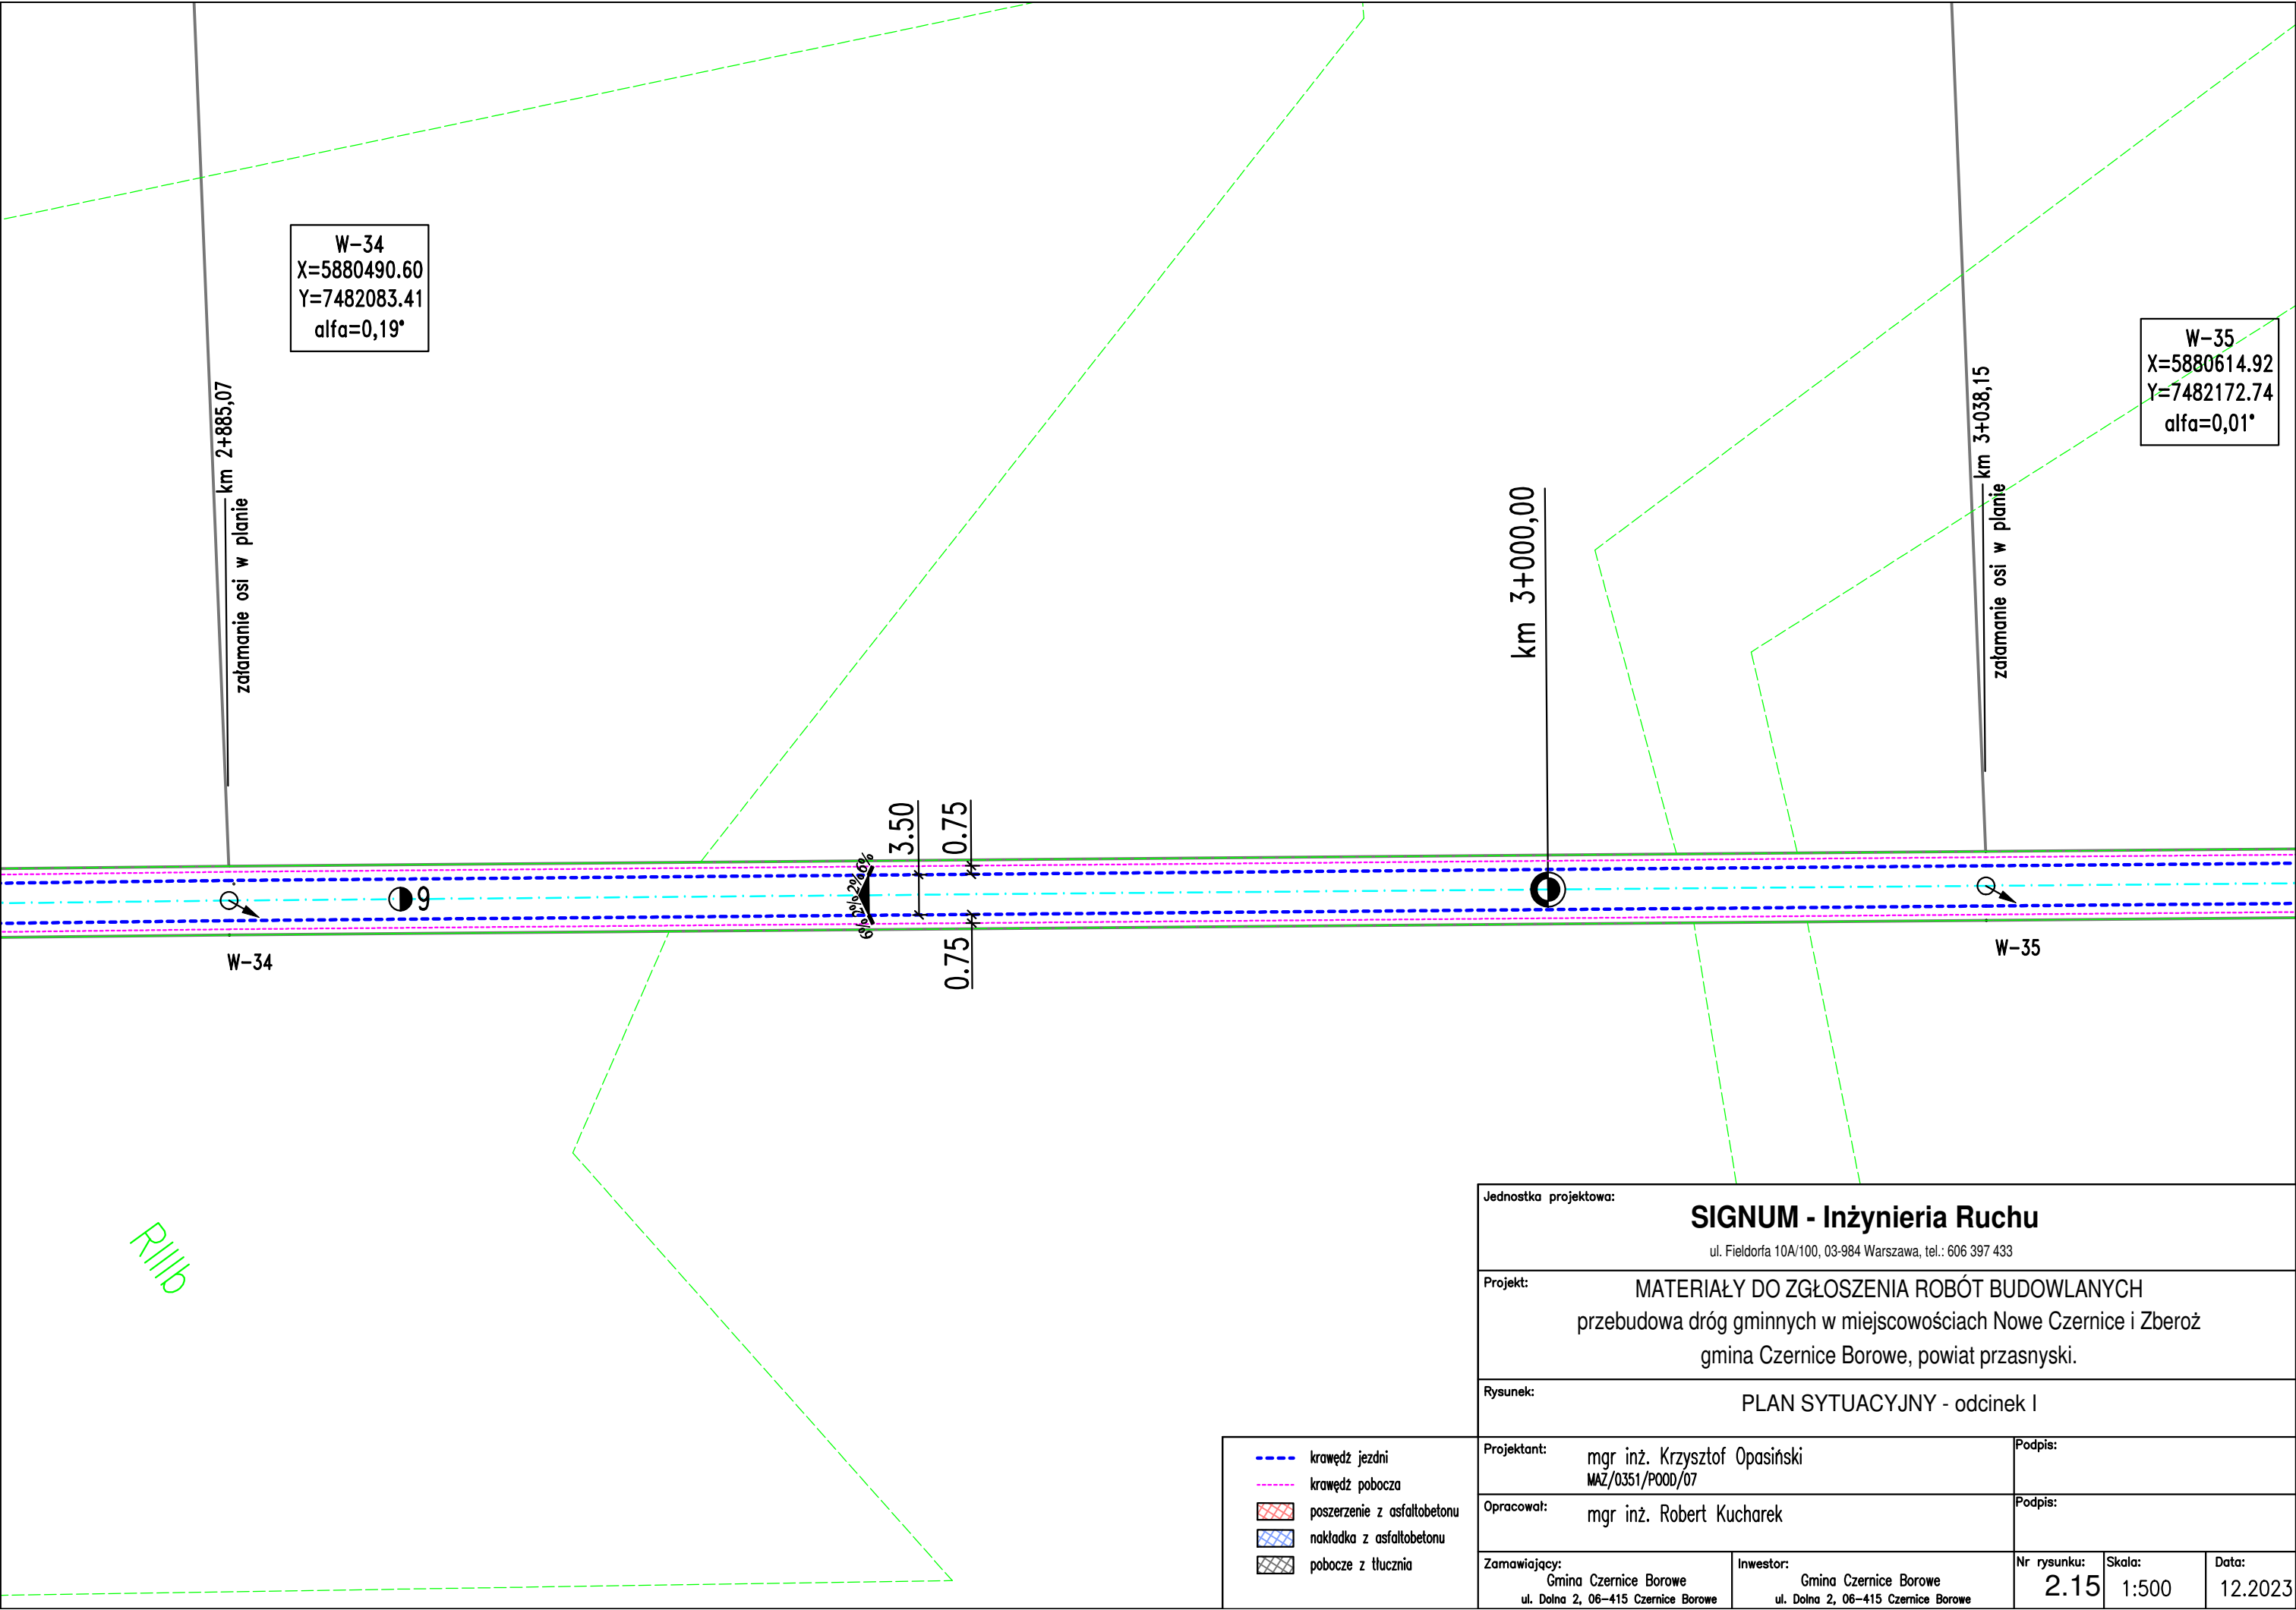 W-34
X=5880490.60
Y=7482083.41
alfa=0,19°
W-35
X=5880614.92
Y=7482172.74
alfa=0,01°
km 2+885,07
załamanie osi w planie
km 3+000,00
km 3+038,15
załamanie osi w planie
3.50
0.75
6%
2%
2%
6%
9
0.75
W-34
W-35
RIIIb
krawędź jezdni
krawędź pobocza
poszerzenie z asfaltobetonu
nakładka z asfaltobetonu
pobocze z tłucznia
Jednostka projektowa:
SIGNUM - Inżynieria Ruchu
ul. Fieldorfa 10A/100, 03-984 Warszawa, tel.: 606 397 433
Projekt:
MATERIAŁY DO ZGŁOSZENIA ROBÓT BUDOWLANYCH
przebudowa dróg gminnych w miejscowościach Nowe Czernice i Zberoż
gmina Czernice Borowe, powiat przasnyski.
Rysunek:
PLAN SYTUACYJNY - odcinek I
Projektant:
mgr inż. Krzysztof Opasiński
MAZ/0351/POOD/07
Podpis:
Opracował:
mgr inż. Robert Kucharek
Podpis:
Zamawiający:
Gmina Czernice Borowe
ul. Dolna 2, 06-415 Czernice Borowe
Inwestor:
Gmina Czernice Borowe
ul. Dolna 2, 06-415 Czernice Borowe
Nr rysunku:
2.15
Skala:
1:500
Data:
12.2023